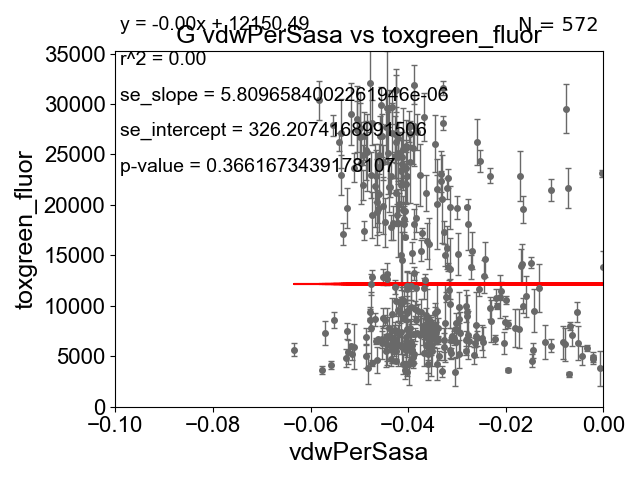 y = -0.00x + 12150.49
N = 572
G vdwPerSasa vs toxgreen_fluor
r^2 = 0.00
se_slope = 5.8096584002261946e-06
se_intercept = 326.2074168991506
p-value = 0.3661673439178107
toxgreen_fluor
35000
30000
25000
20000
15000
10000
5000
0
−0.10
−0.08
−0.06
−0.04
−0.02
0.00
vdwPerSasa